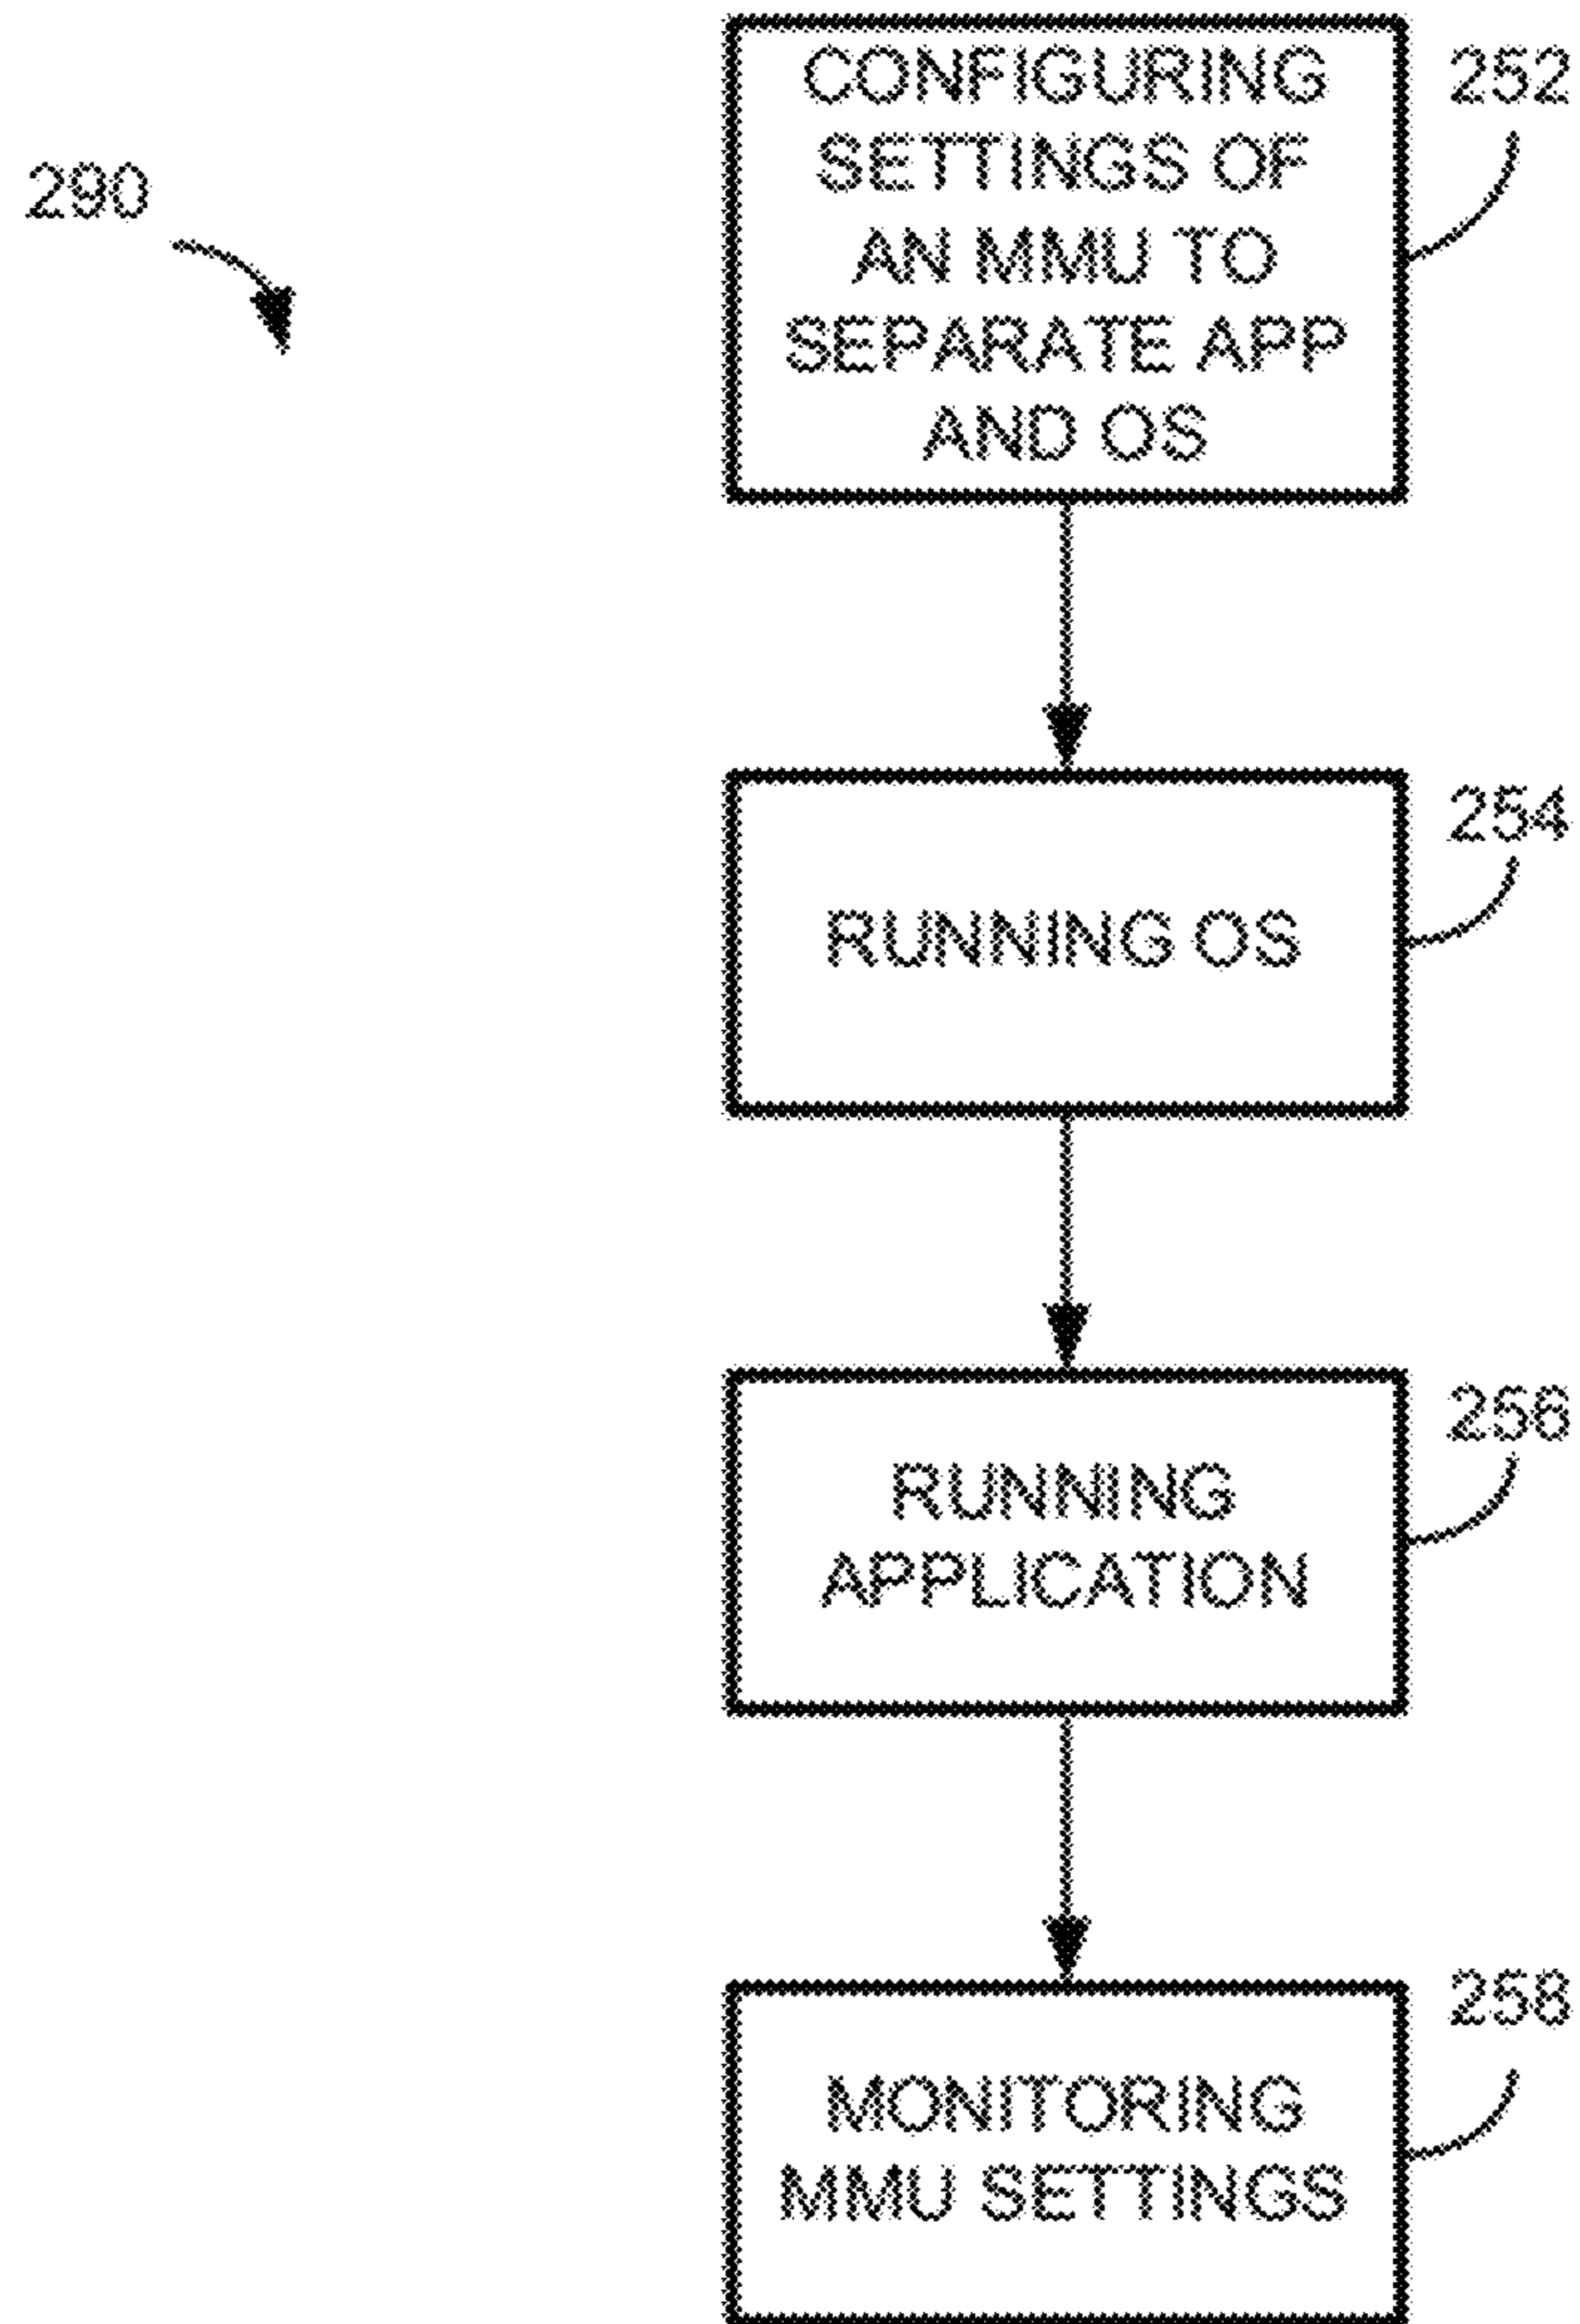 290
CONFIGURING
SETTINGS OF
AN MMU TO
SEPARATE APP
AND OS
252
RUNNING OS
254
RUNNING
APPLICATION
256
MONITORING
MMU SETTINGS
258